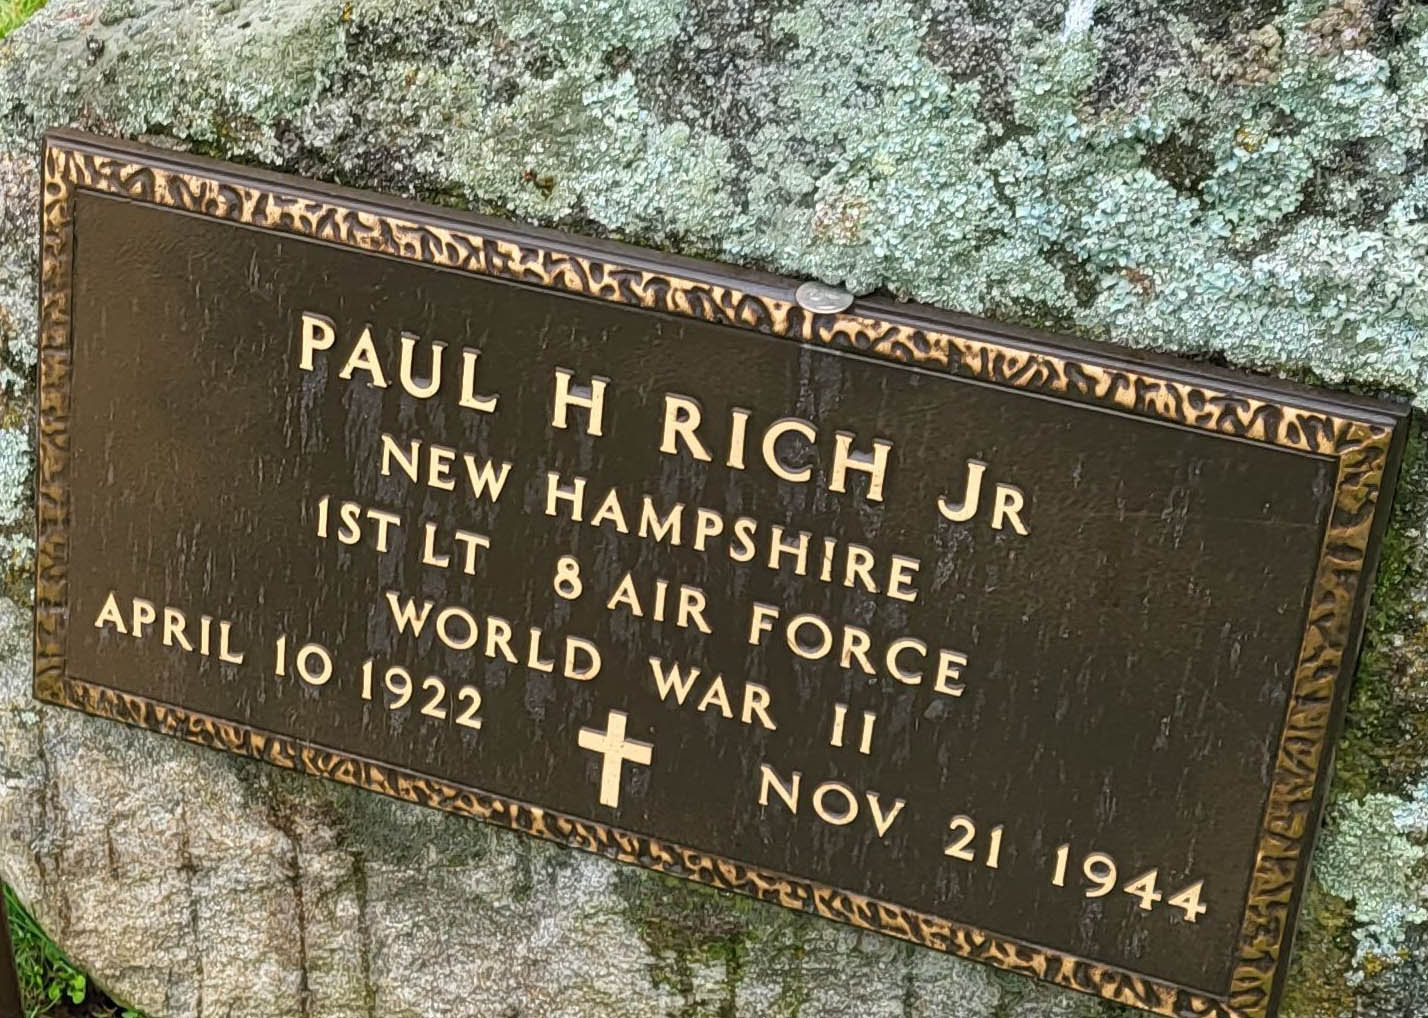 PAUL H RICH JR
NEW HAMPSHIRE
1ST LT 8 AIR FORCE
WORLD WAR II
APRIL 10 1922 NOV 21 1944